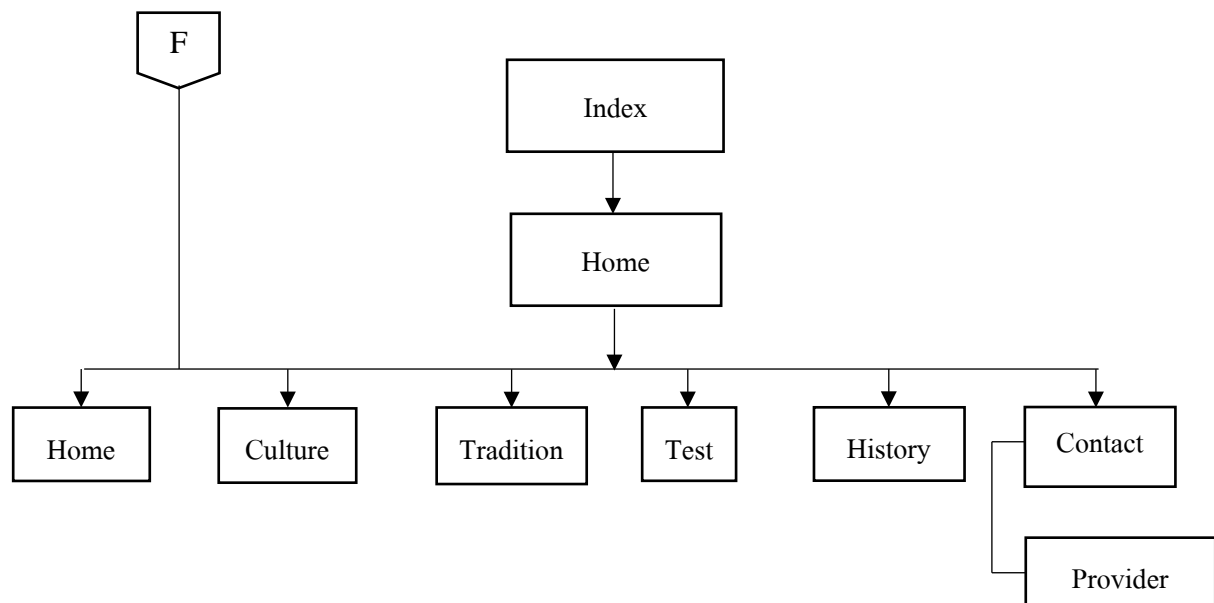 F
Index
Home
Home
Culture
Tradition
Test
History
Contact
Provider